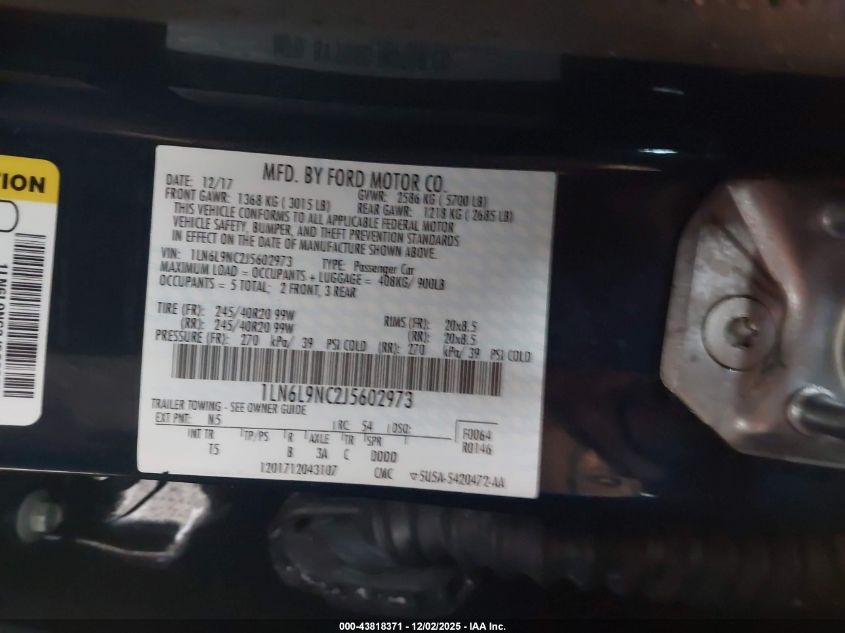 TION
MFD. BY FORD MOTOR CO.
DATE: 12/17 GVWR: 2586 KG ( 5700 LB)
FRONT GAWR: 1368 KG ( 3015 LB) REAR GAWR: 1218 KG ( 2685 LB)
THIS VEHICLE CONFORMS TO ALL APPLICABLE FEDERAL MOTOR
VEHICLE SAFETY, BUMPER, AND THEFT PREVENTION STANDARDS
IN EFFECT ON THE DATE OF MANUFACTURE SHOWN ABOVE.
VIN: 1LN6L9NC2J5602973 TYPE: Passenger Car
MAXIMUM LOAD = OCCUPANTS + LUGGAGE = 408KG/ 900LB
OCCUPANTS = 5 TOTAL: 2 FRONT, 3 REAR
TIRE (FR): 245/40R20 99W RIMS (FR): 20x8.5
(RR): 245/40R20 99W (RR): 20x8.5
PRESSURE (FR): 270 kPa/ 39 PSI COLD (RR): 270 kPa/ 39 PSI COLD
1LN6L9NC2J5602973
TRAILER TOWING - SEE OWNER GUIDE
EXT PNT: N5 RC: 54 DSO: F0064
INT TR TP/PS R AXLE TR SPR R0146
T5 B 3A C DDDD
1201712043107 CMC 5U5A-5420472-AA
000-43818371 - 12/02/2025 - IAA Inc.